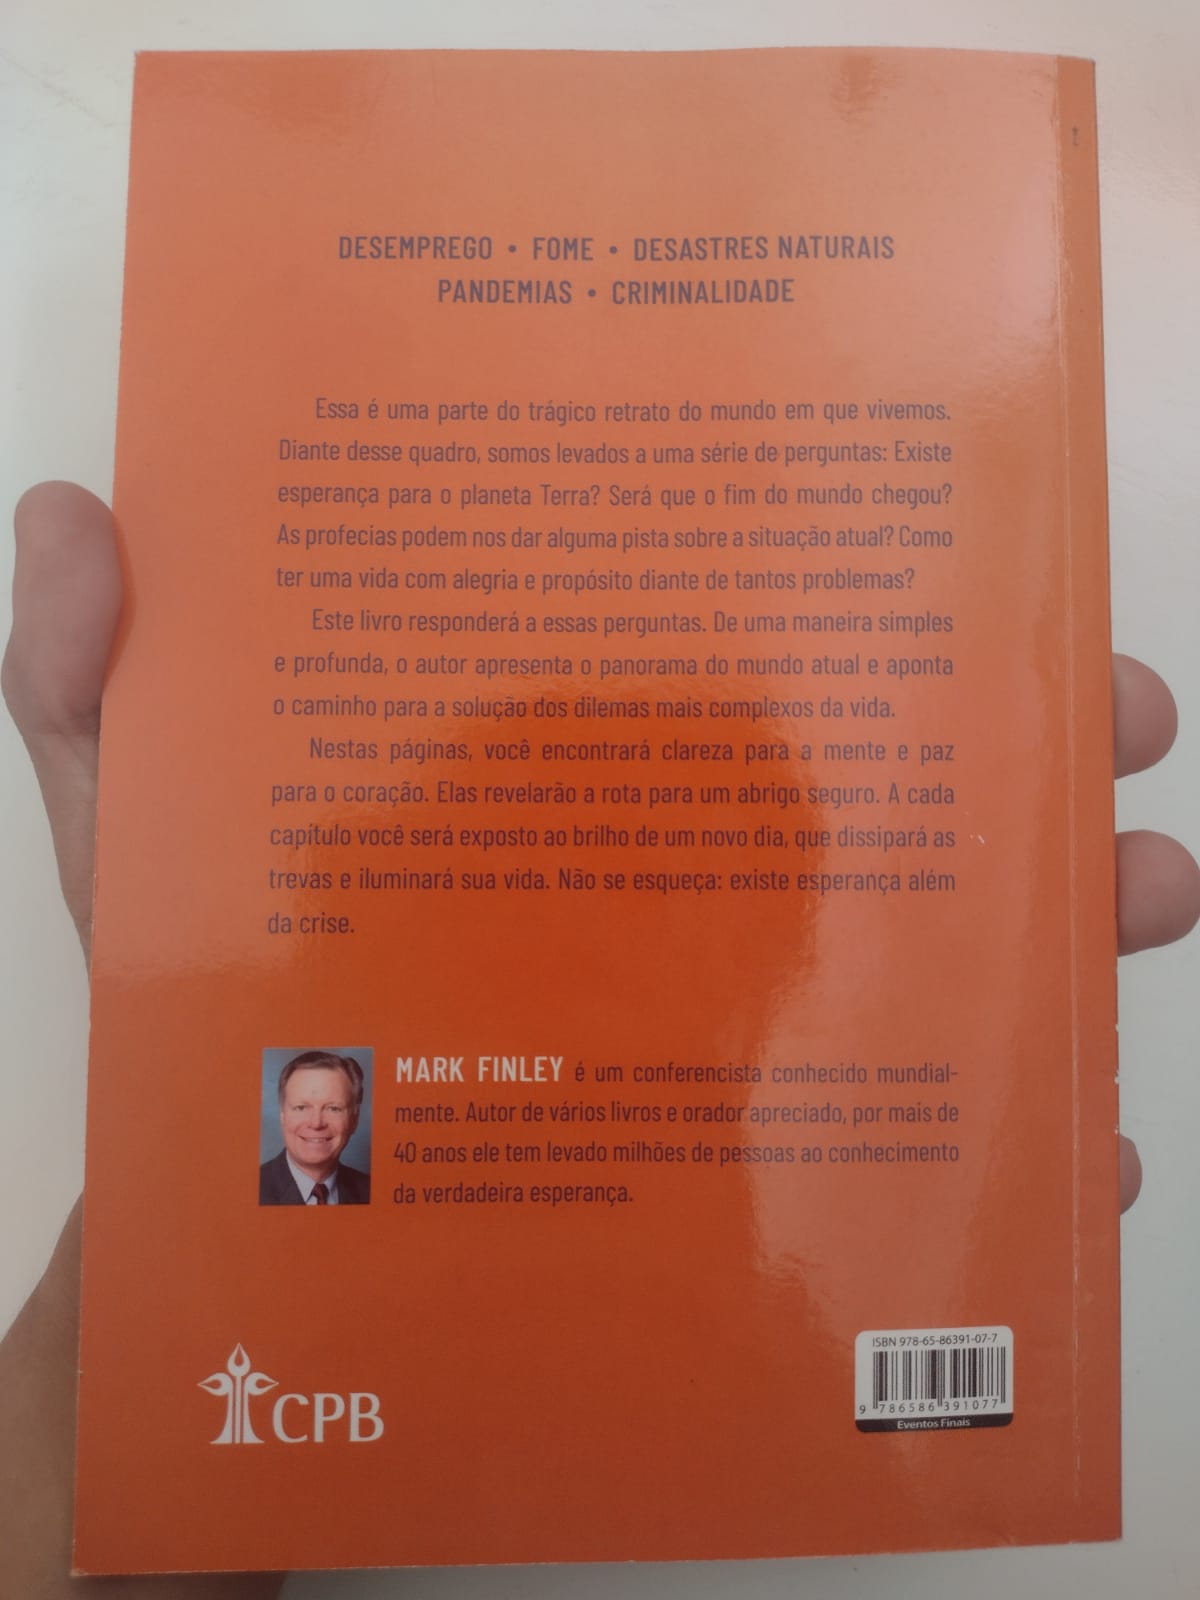 DESEMPREGO • FOME • DESASTRES NATURAIS
PANDEMIAS • CRIMINALIDADE
Essa é uma parte do trágico retrato do mundo em que vivemos.
Diante desse quadro, somos levados a uma série de perguntas: Existe
esperança para o planeta Terra? Será que o fim do mundo chegou?
As profecias podem nos dar alguma pista sobre a situação atual? Como
ter uma vida com alegria e propósito diante de tantos problemas?
Este livro responderá a essas perguntas. De uma maneira simples
e profunda, o autor apresenta o panorama do mundo atual e aponta
o caminho para a solução dos dilemas mais complexos da vida.
Nestas páginas, você encontrará clareza para a mente e paz
para o coração. Elas revelarão a rota para um abrigo seguro. A cada
capítulo você será exposto ao brilho de um novo dia, que dissipará as
trevas e iluminará sua vida. Não se esqueça: existe esperança além
da crise.
MARK FINLEY é um conferencista conhecido mundial-
mente. Autor de vários livros e orador apreciado, por mais de
40 anos ele tem levado milhões de pessoas ao conhecimento
da verdadeira esperança.
CPB
ISBN 978-65-86391-07-7
9 786586 391077
Eventos Finais